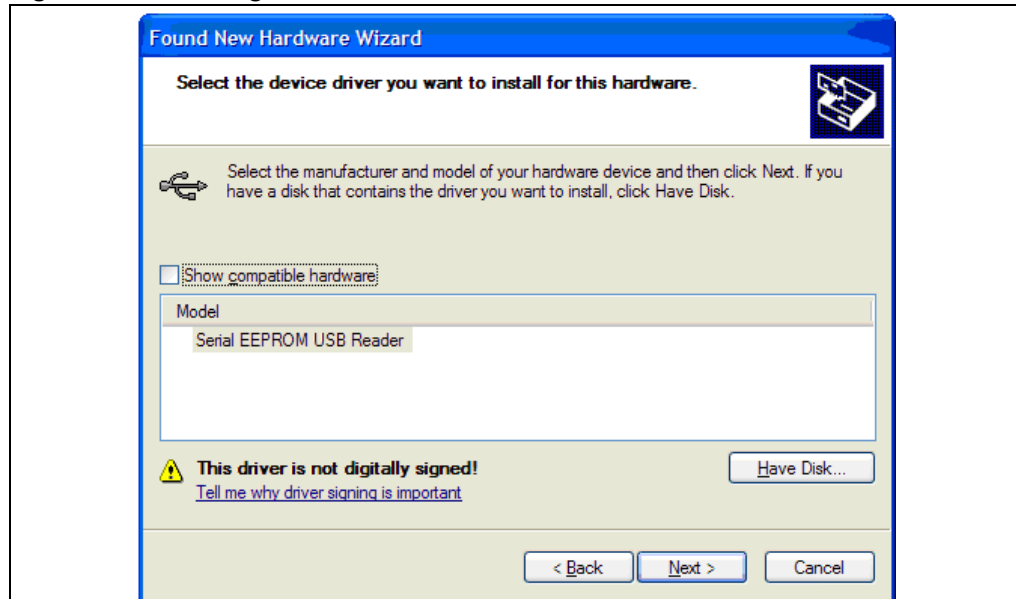 Found New Hardware Wizard
Select the device driver you want to install for this hardware.
Select the manufacturer and model of your hardware device and then click Next. If you
have a disk that contains the driver you want to install, click Have Disk.
Show compatible hardware
Model
Serial EEPROM USB Reader
This driver is not digitally signed!
Have Disk...
Tell me why driver signing is important
< Back
Next >
Cancel